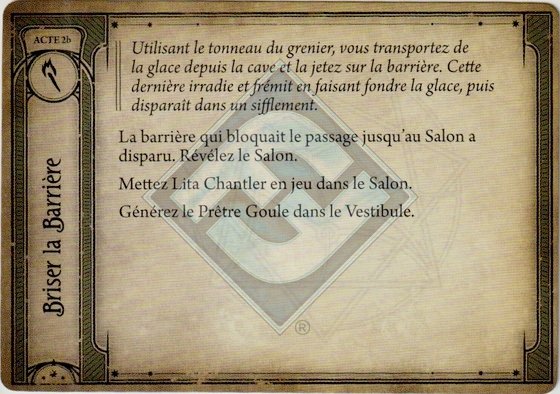 ACTE 2b
Briser la Barrière
Utilisant le tonneau du grenier, vous transportez de
la glace depuis la cave et la jetez sur la barrière. Cette
dernière irradie et frémit en faisant fondre la glace, puis
disparaît dans un sifflement.
La barrière qui bloquait le passage jusqu'au Salon a
disparu. Révélez le Salon.
Mettez Lita Chantler en jeu dans le Salon.
Générez le Prêtre Goule dans le Vestibule.
®